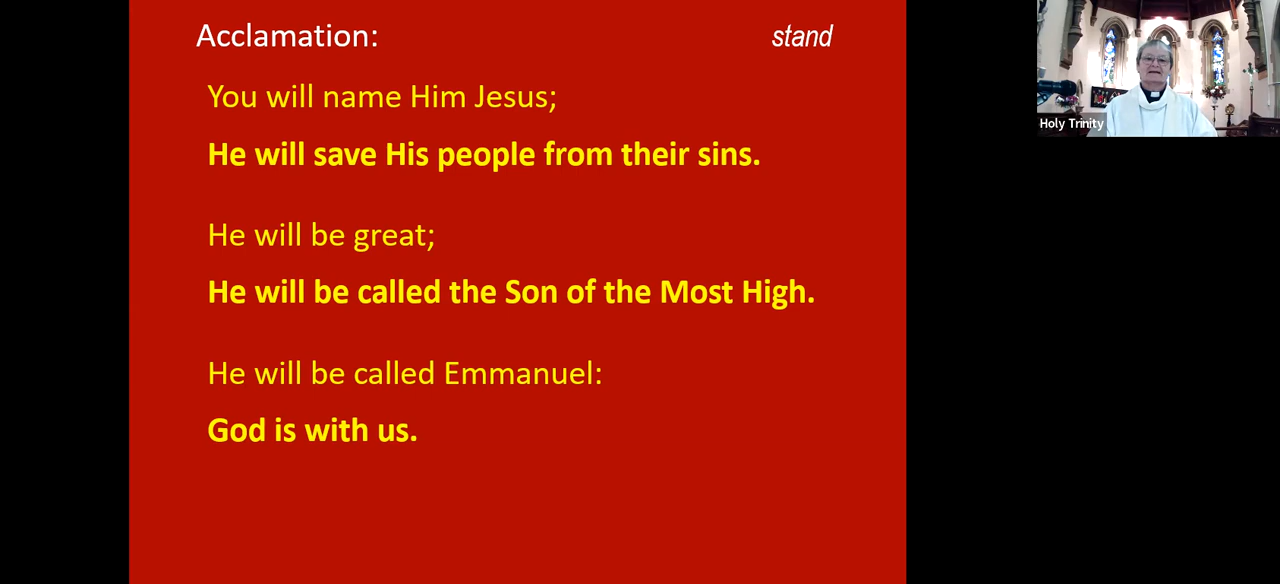 Acclamation: stand
You will name Him Jesus;
He will save His people from their sins.
He will be great;
He will be called the Son of the Most High.
He will be called Emmanuel:
God is with us.
Holy Trinity